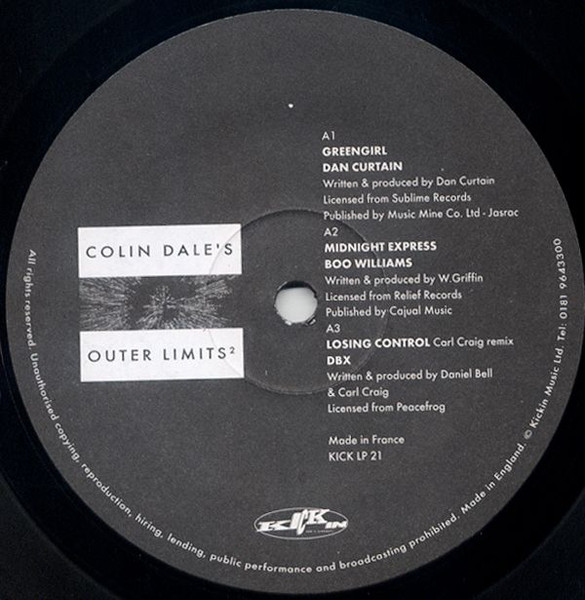 A1
GREENGIRL
DAN CURTAIN
Written & produced by Dan Curtain
Licensed from Sublime Records
Published by Music Mine Co. Ltd - Jasrac
A2
MIDNIGHT EXPRESS
BOO WILLIAMS
Written & produced by W.Griffin
Licensed from Relief Records
Published by Cajual Music
A3
LOSING CONTROL Carl Craig remix
DBX
Written & produced by Daniel Bell
& Carl Craig
Licensed from Peacefrog
Made in France
KICK LP 21
COLIN DALE'S
OUTER LIMITS²
KICKIN
All rights reserved. Unauthorised copying, reproduction, hiring, lending, public performance and broadcasting prohibited. Made in England. © Kickin Music Ltd. Tel: 0181 9643300